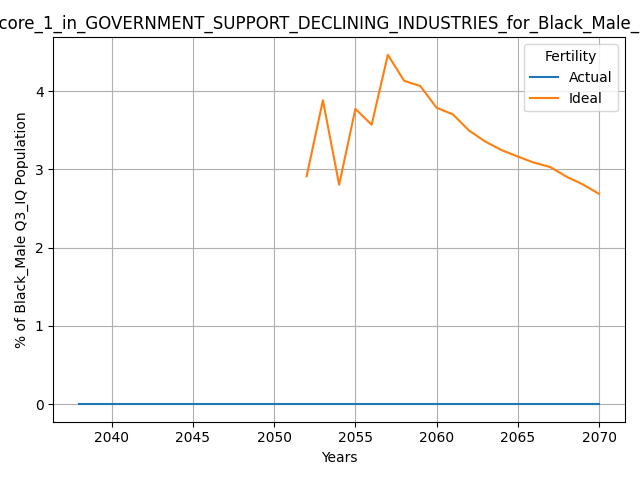 core_1_in_GOVERNMENT_SUPPORT_DECLINING_INDUSTRIES_for_Black_Male_
Fertility
Actual
Ideal
% of Black_Male Q3_IQ Population
4
3
2
1
0
2040 2045 2050 2055 2060 2065 2070
Years